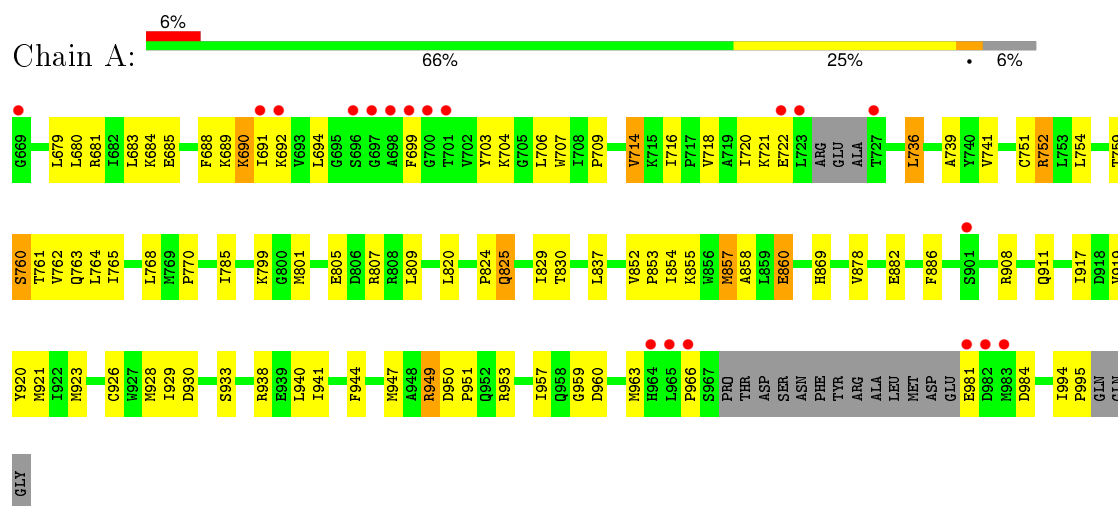 6%
Chain A:
66% 25% • 6%
G669 L679 L680 R681 I682 L683 K684 E685 F688 K689 K690 I691 K692 V693 L694 G695 S696 G697 A698 F699 G700 T701 V702 Y703 K704 G705 L706 W707 I708 P709 V714 K715 I716 P717 V718 A719 I720 K721 E722 L723 ARG GLU ALA T727 L736 A739 V740 V741 C751 R752 L753 L754 T759
S760 T761 V762 Q763 L764 I765 L768 M769 P770 I785 K799 G800 M801 E805 D806 R807 R808 L809 L820 P824 Q825 I829 T830 L837 V852 P853 I854 K855 W856 M857 A858 L859 E860 H869 V878 E882 F886 S901 R908 Q911 I917 D918 V919
Y920 M921 I922 M923 C926 W927 M928 I929 D930 S933 R938 E939 L940 I941 F944 M947 A948 R949 D950 P951 Q952 R953 I957 Q958 G959 D960 M963 H964 L965 P966 S967 PRO THR ASP SER ASN PHE TYR ARG ALA LEU MET ASP GLU E981 D982 M983 D984 I994 P995 GLN
GLY